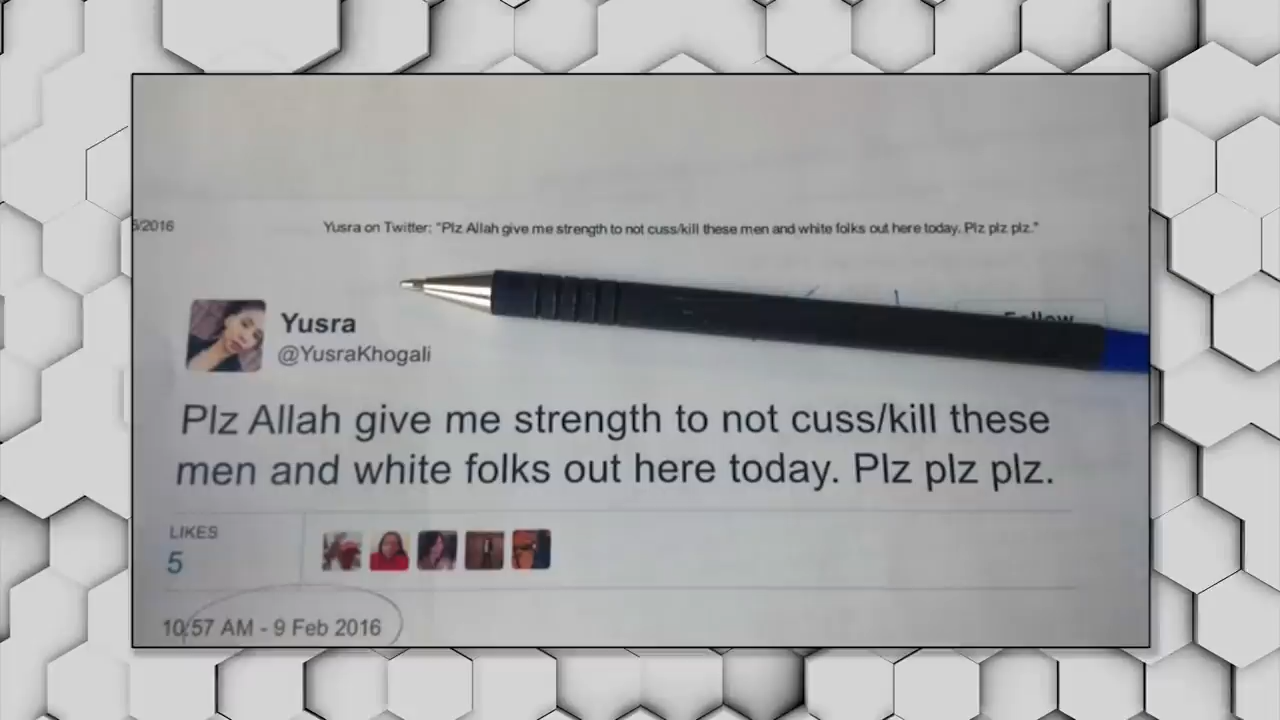 5/2016
Yusra on Twitter: "Plz Allah give me strength to not cuss/kill these men and white folks out here today. Plz plz plz."
Follow
Yusra
@YusraKhogali
Plz Allah give me strength to not cuss/kill these
men and white folks out here today. Plz plz plz.
LIKES
5
10:57 AM - 9 Feb 2016